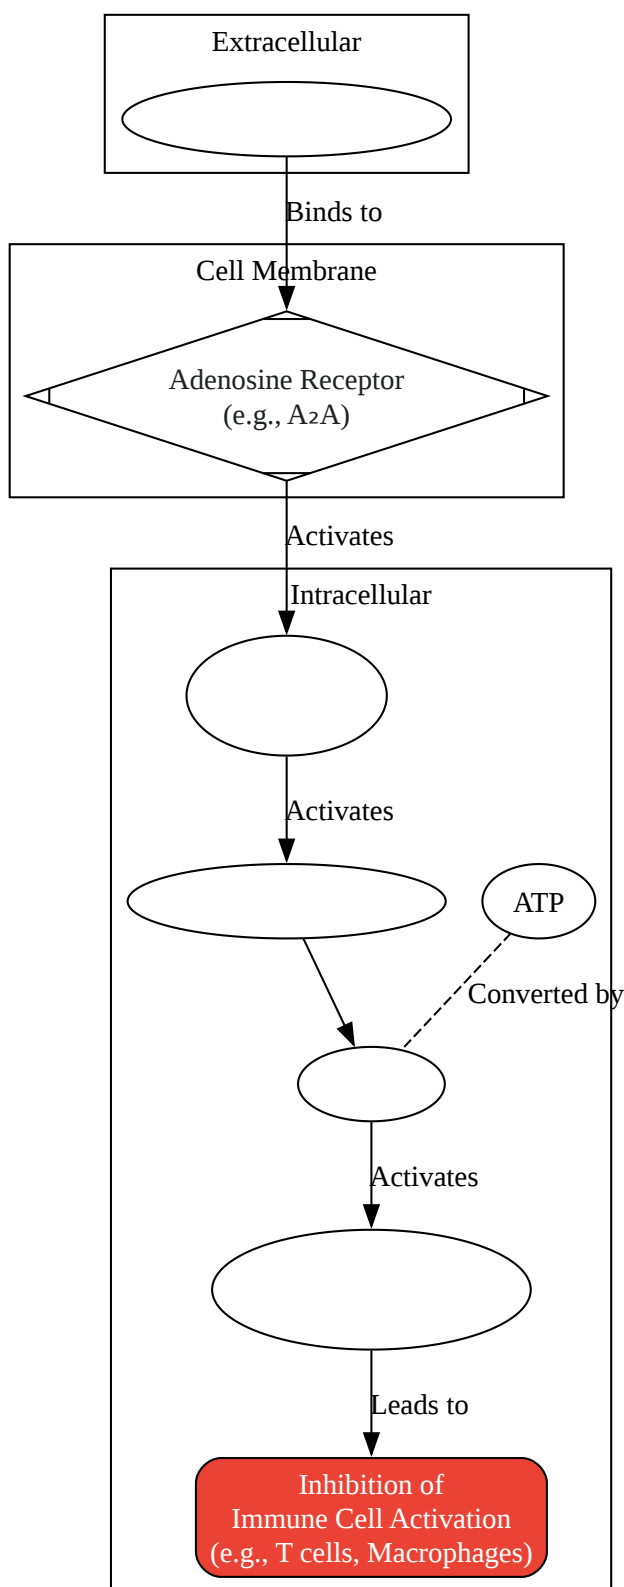 Extracellular
Binds to
Cell Membrane
Adenosine Receptor
(e.g., A₂A)
Activates
Intracellular
Activates
ATP
Converted by
Activates
Leads to
Inhibition of
Immune Cell Activation
(e.g., T cells, Macrophages)